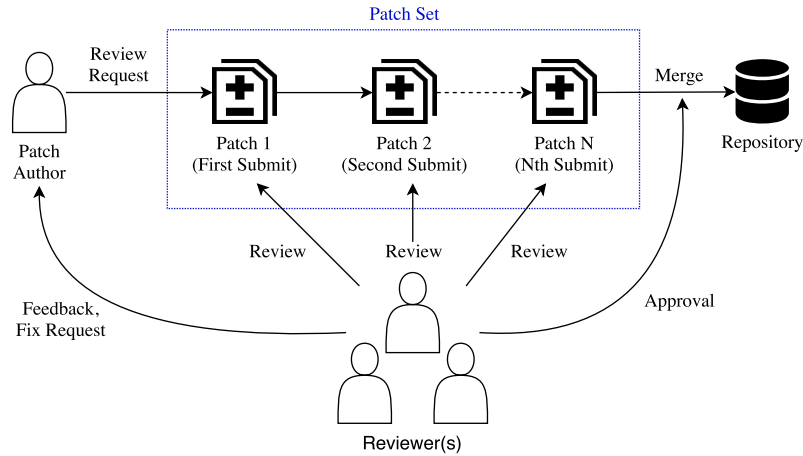 Patch Set
Review
Request
Merge
Patch
Author
Patch 1
(First Submit)
Patch 2
(Second Submit)
Patch N
(Nth Submit)
Repository
Review
Review
Review
Feedback,
Fix Request
Approval
Reviewer(s)